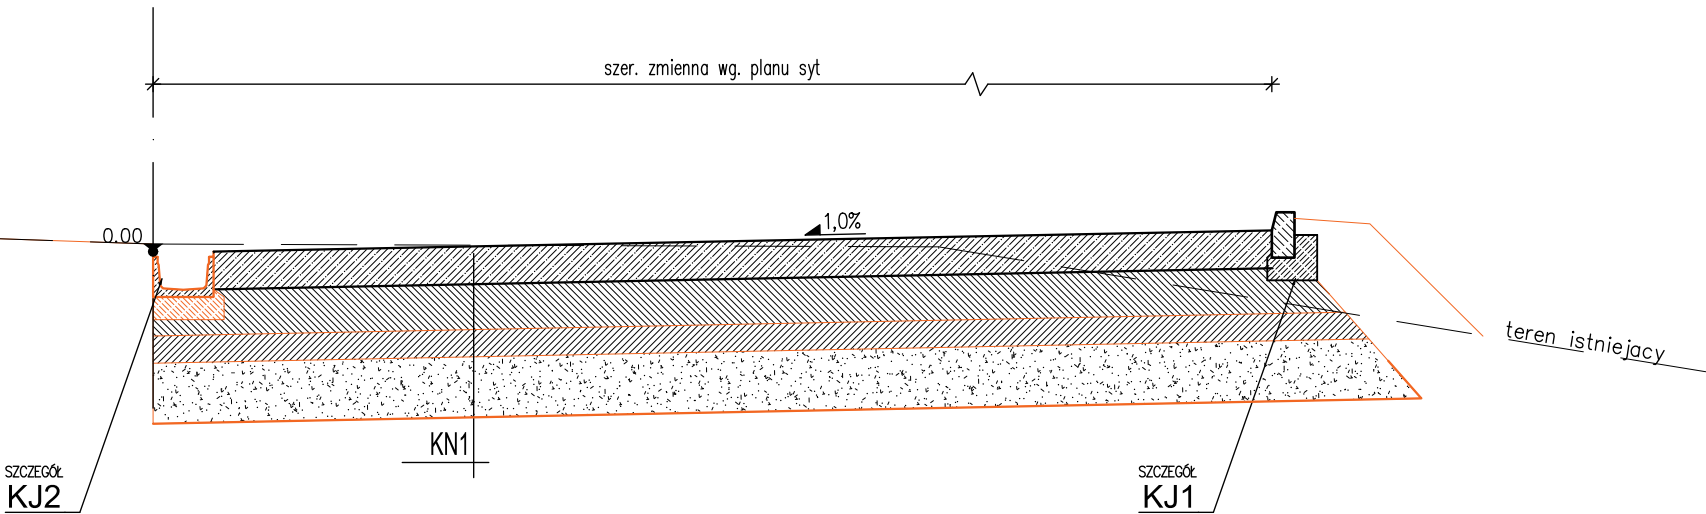 szer. zmienna wg. planu syt
0.00
1,0%
teren istniejacy
KN1
SZCZEGÓŁ
KJ2
SZCZEGÓŁ
KJ1